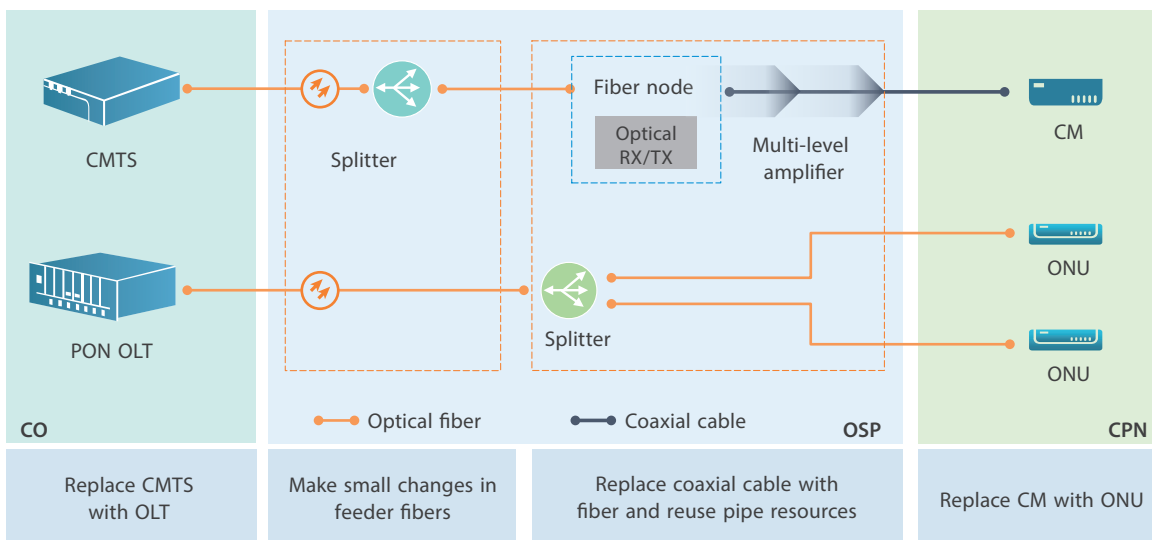 CMTS
Splitter
Fiber node
Optical
RX/TX
Multi-level
amplifier
CM
PON OLT
Splitter
ONU
ONU
Optical fiber
Coaxial cable
CO
OSP
CPN
Replace CMTS
with OLT
Make small changes in
feeder fibers
Replace coaxial cable with
fiber and reuse pipe resources
Replace CM with ONU